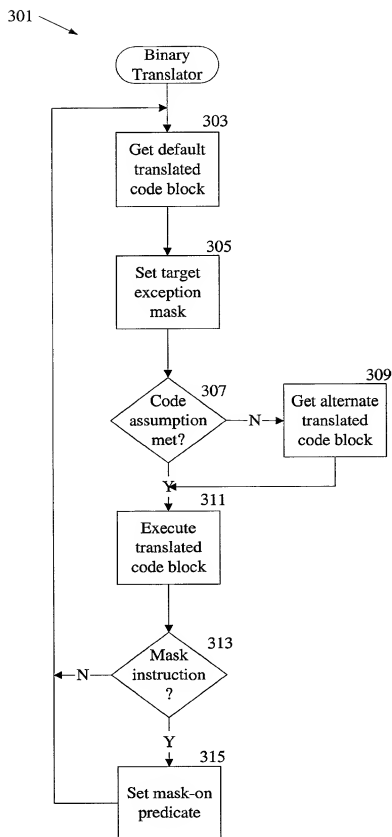 301
Binary
Translator
303
Get default
translated
code block
305
Set target
exception
mask
307
Code
assumption
met?
N
309
Get alternate
translated
code block
Y
311
Execute
translated
code block
313
Mask
instruction
?
N
Y
315
Set mask-on
predicate